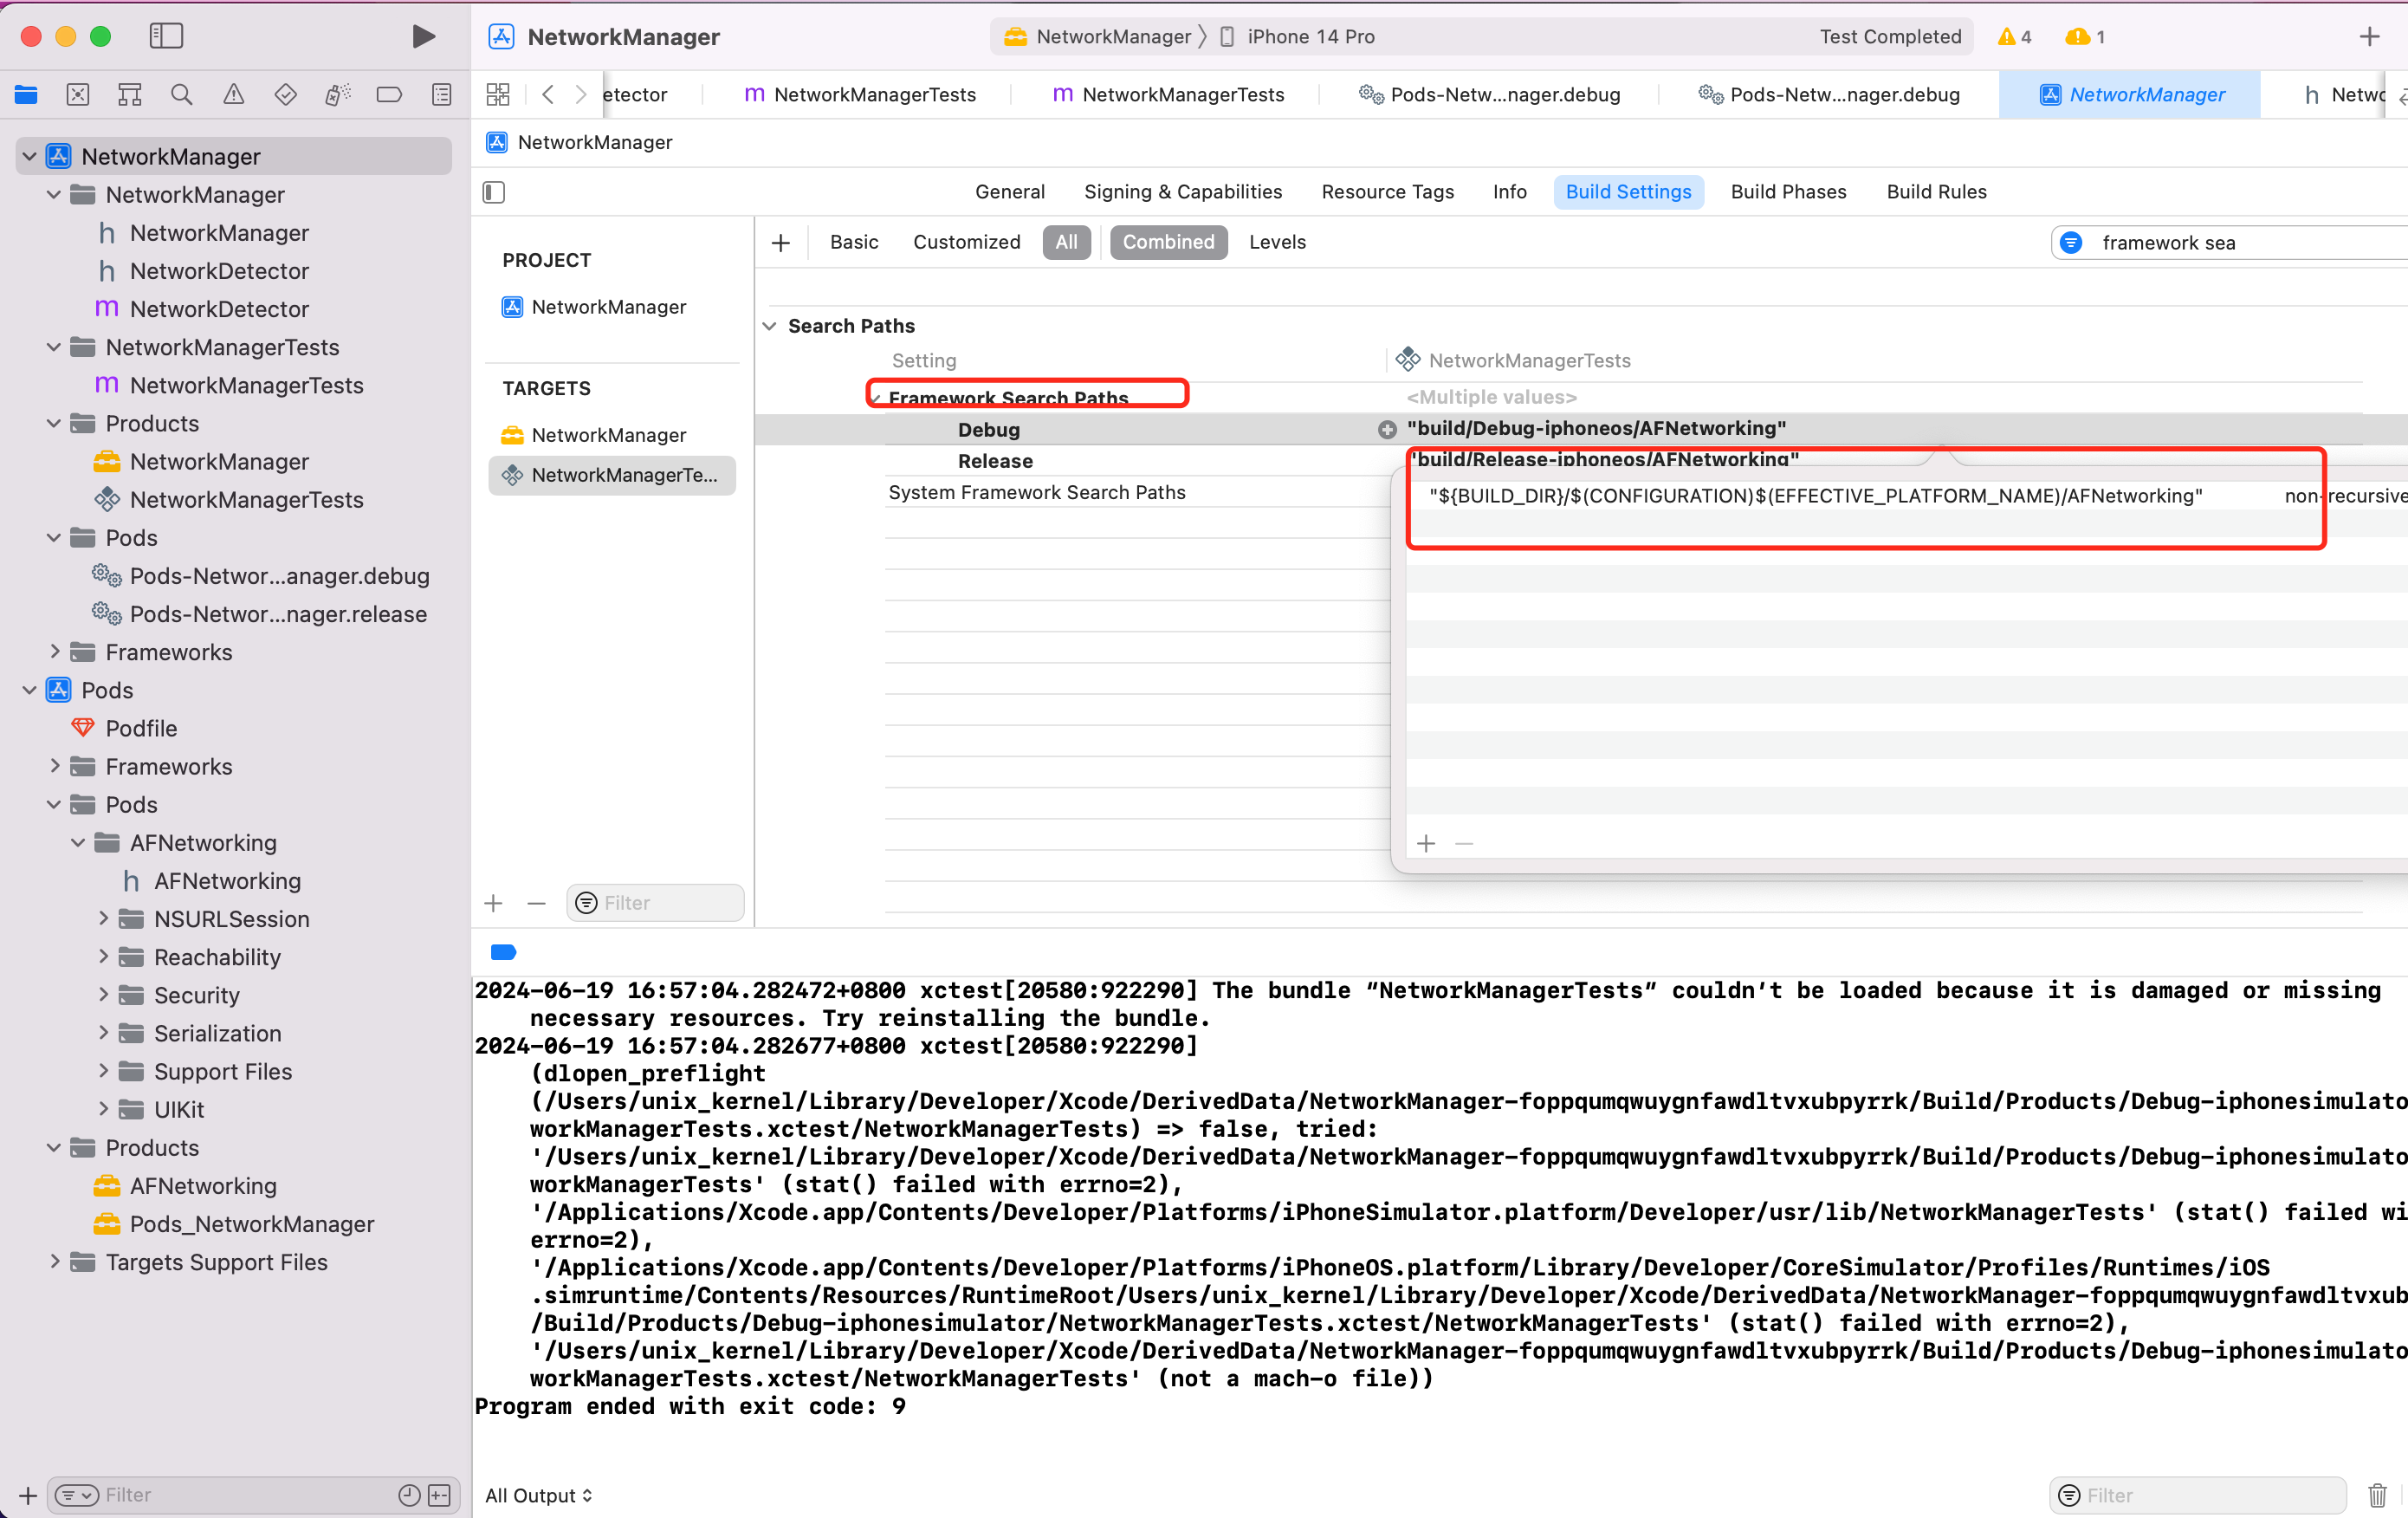 NetworkManager
NetworkManager
iPhone 14 Pro
Test Completed
4
1
etector
NetworkManagerTests
NetworkManagerTests
Pods-Netw...nager.debug
Pods-Netw...nager.debug
NetworkManager
Netwo
NetworkManager
General
Signing & Capabilities
Resource Tags
Info
Build Settings
Build Phases
Build Rules
Basic
Customized
All
Combined
Levels
framework sea
NetworkManager
NetworkManager
h NetworkManager
h NetworkDetector
m NetworkDetector
NetworkManagerTests
m NetworkManagerTests
Products
NetworkManager
NetworkManagerTests
Pods
Pods-Networ...anager.debug
Pods-Networ...nager.release
Frameworks
Pods
Podfile
Frameworks
Pods
AFNetworking
h AFNetworking
NSURLSession
Reachability
Security
Serialization
Support Files
UIKit
Products
AFNetworking
Pods_NetworkManager
Targets Support Files
Filter
PROJECT
NetworkManager
TARGETS
NetworkManager
NetworkManagerTe...
Filter
Search Paths
Setting
NetworkManagerTests
Framework Search Paths
<Multiple values>
Debug
"build/Debug-iphoneos/AFNetworking"
Release
"build/Release-iphoneos/AFNetworking"
System Framework Search Paths
"${BUILD_DIR}/$(CONFIGURATION)$(EFFECTIVE_PLATFORM_NAME)/AFNetworking"
non-recursive
2024-06-19 16:57:04.282472+0800 xctest[20580:922290] The bundle “NetworkManagerTests” couldn’t be loaded because it is damaged or missing
necessary resources. Try reinstalling the bundle.
2024-06-19 16:57:04.282677+0800 xctest[20580:922290]
(dlopen_preflight
(/Users/unix_kernel/Library/Developer/Xcode/DerivedData/NetworkManager-foppqumqwuygnfawdltvxubpyrrk/Build/Products/Debug-iphonesimulato
workManagerTests.xctest/NetworkManagerTests) => false, tried:
'/Users/unix_kernel/Library/Developer/Xcode/DerivedData/NetworkManager-foppqumqwuygnfawdltvxubpyrrk/Build/Products/Debug-iphonesimulato
workManagerTests' (stat() failed with errno=2),
'/Applications/Xcode.app/Contents/Developer/Platforms/iPhoneSimulator.platform/Developer/usr/lib/NetworkManagerTests' (stat() failed wi
errno=2),
'/Applications/Xcode.app/Contents/Developer/Platforms/iPhoneOS.platform/Library/Developer/CoreSimulator/Profiles/Runtimes/iOS
.simruntime/Contents/Resources/RuntimeRoot/Users/unix_kernel/Library/Developer/Xcode/DerivedData/NetworkManager-foppqumqwuygnfawdltvxub
/Build/Products/Debug-iphonesimulator/NetworkManagerTests.xctest/NetworkManagerTests' (stat() failed with errno=2),
'/Users/unix_kernel/Library/Developer/Xcode/DerivedData/NetworkManager-foppqumqwuygnfawdltvxubpyrrk/Build/Products/Debug-iphonesimulato
workManagerTests.xctest/NetworkManagerTests' (not a mach-o file))
Program ended with exit code: 9
All Output
Filter